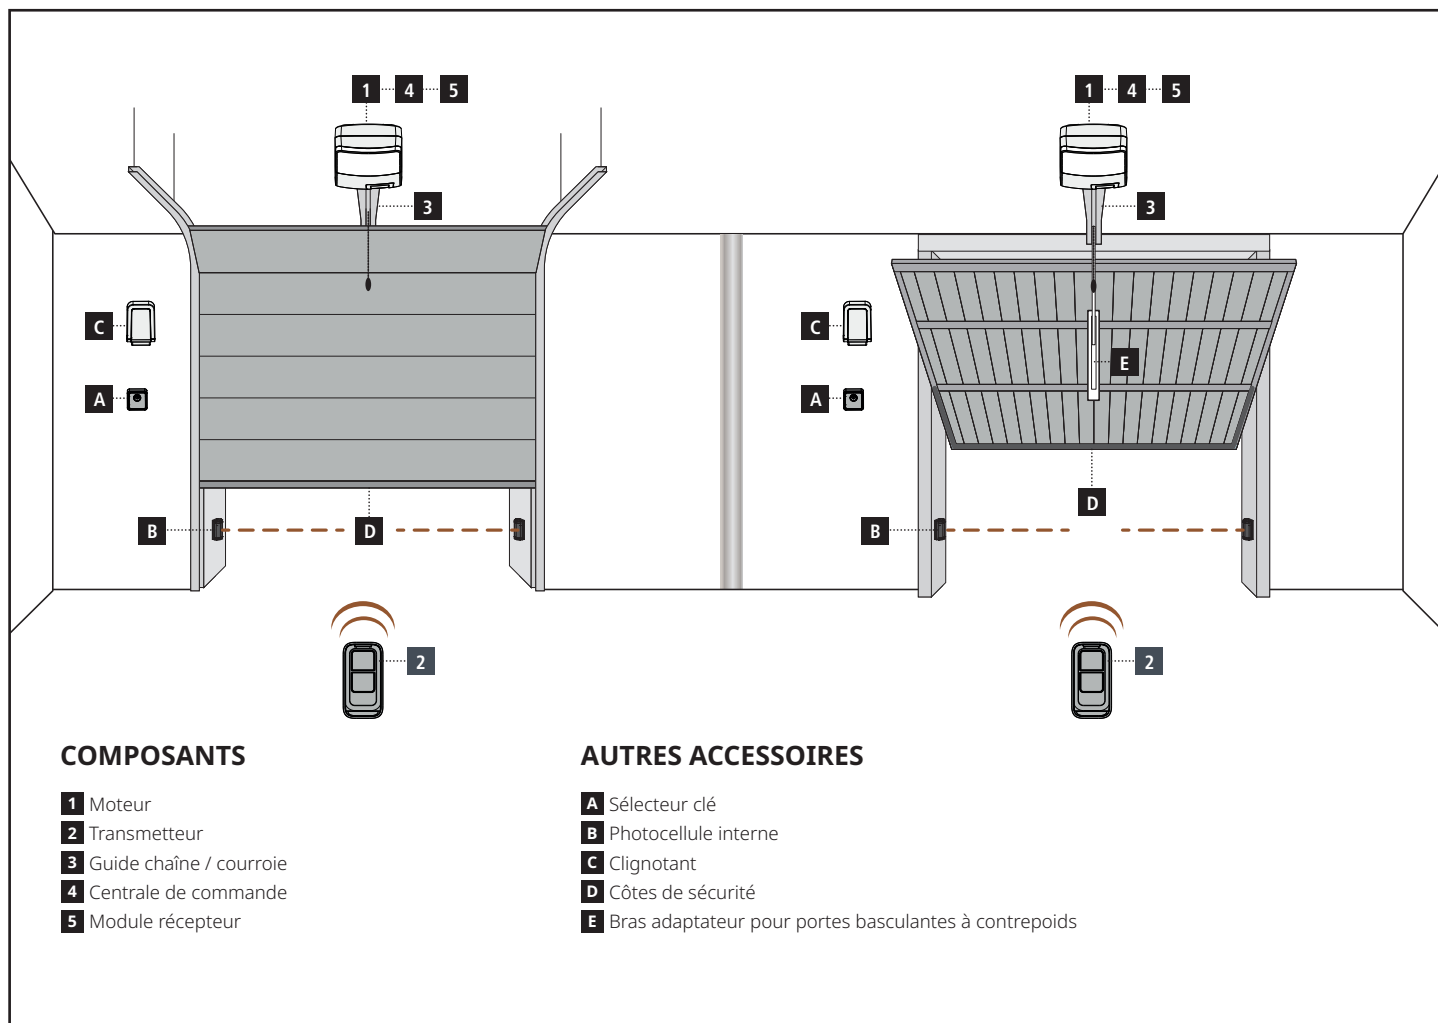 1 4 5
1 4 5
3
3
C
C
E
A
A
D
B
D
B
2
2
COMPOSANTS
1 Moteur
2 Transmetteur
3 Guide chaîne / courroie
4 Centrale de commande
5 Module récepteur
AUTRES ACCESSOIRES
A Sélecteur clé
B Photocellule interne
C Clignotant
D Côtes de sécurité
E Bras adaptateur pour portes basculantes à contrepoids